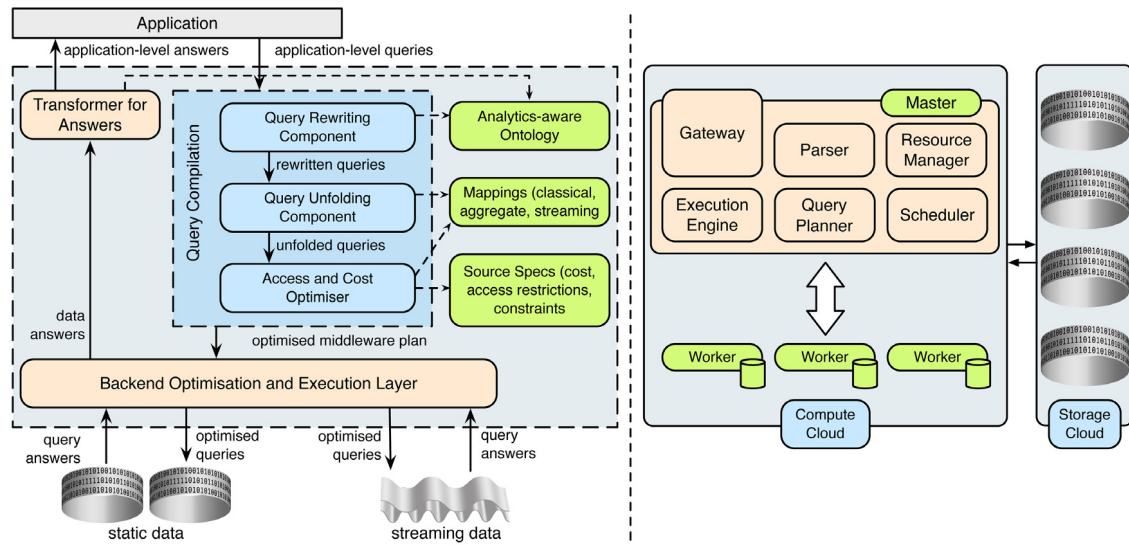 Application
application-level answers
application-level queries
Transformer for
Answers
Query Compilation
Query Rewriting
Component
rewritten queries
Query Unfolding
Component
unfolded queries
Access and Cost
Optimiser
Analytics-aware
Ontology
Mappings (classical,
aggregate, streaming
Source Specs (cost,
access restrictions,
constraints
data
answers
optimised middleware plan
Backend Optimisation and Execution Layer
query
answers
optimised
queries
optimised
queries
query
answers
static data
streaming data
Master
Gateway
Parser
Resource
Manager
Execution
Engine
Query
Planner
Scheduler
Worker
Worker
Worker
Compute
Cloud
Storage
Cloud